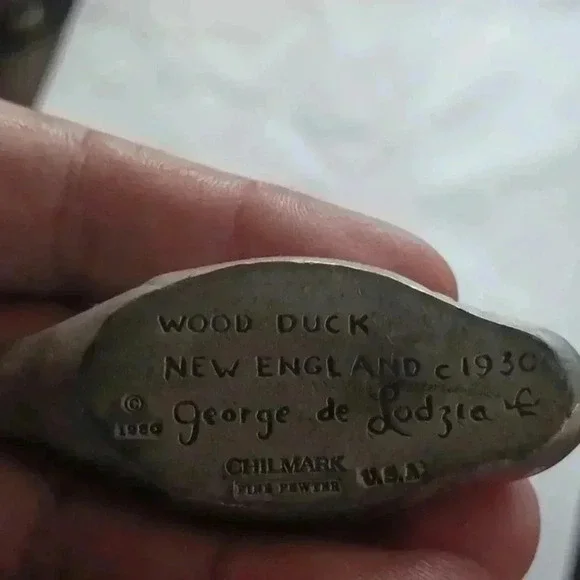 WOOD DUCK
NEW ENGLAND c 1930
© 1980 george de Lodzia
CHILMARK
FINE PEWTER U.S.A